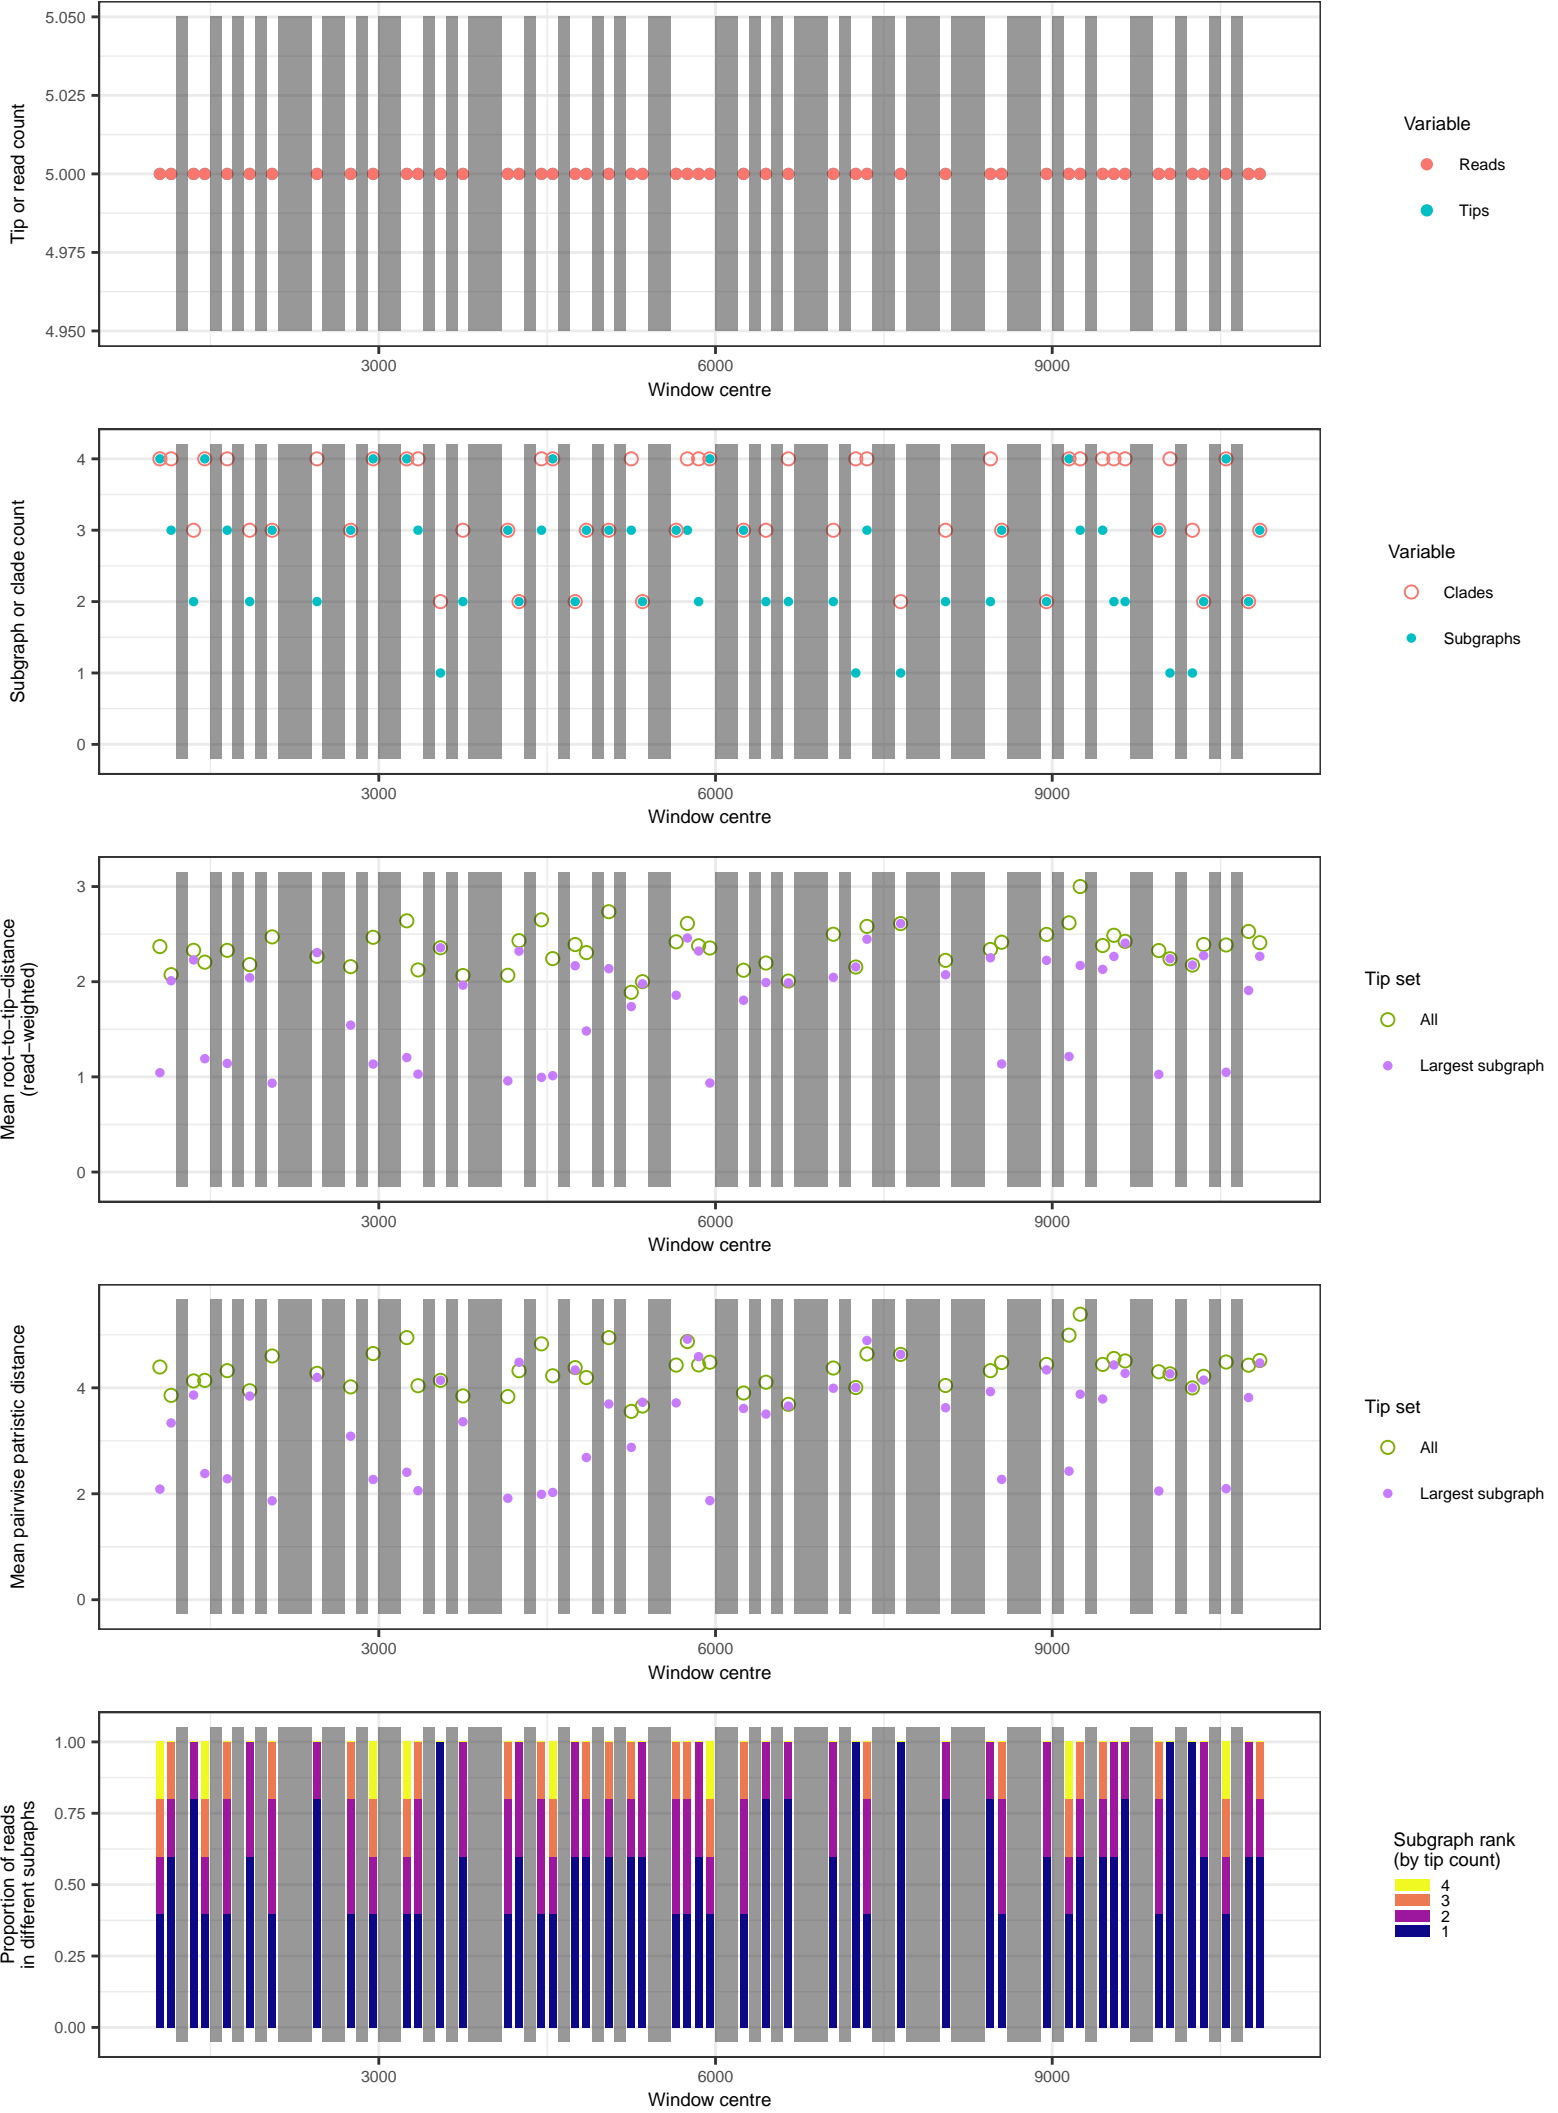 5.050
5.025
5.000
4.975
4.950
Tip or read count
3000 6000 9000
Window centre
Variable
Reads
Tips
4
3
2
1
0
Subgraph or clade count
3000 6000 9000
Window centre
Variable
Clades
Subgraphs
3
2
1
0
Mean root−to−tip−distance
(read−weighted)
3000 6000 9000
Window centre
Tip set
All
Largest subgraph
4
2
0
Mean pairwise patristic distance
3000 6000 9000
Window centre
Tip set
All
Largest subgraph
1.00
0.75
0.50
0.25
0.00
Proportion of reads
in different subraphs
3000 6000 9000
Window centre
Subgraph rank
(by tip count)
4
3
2
1